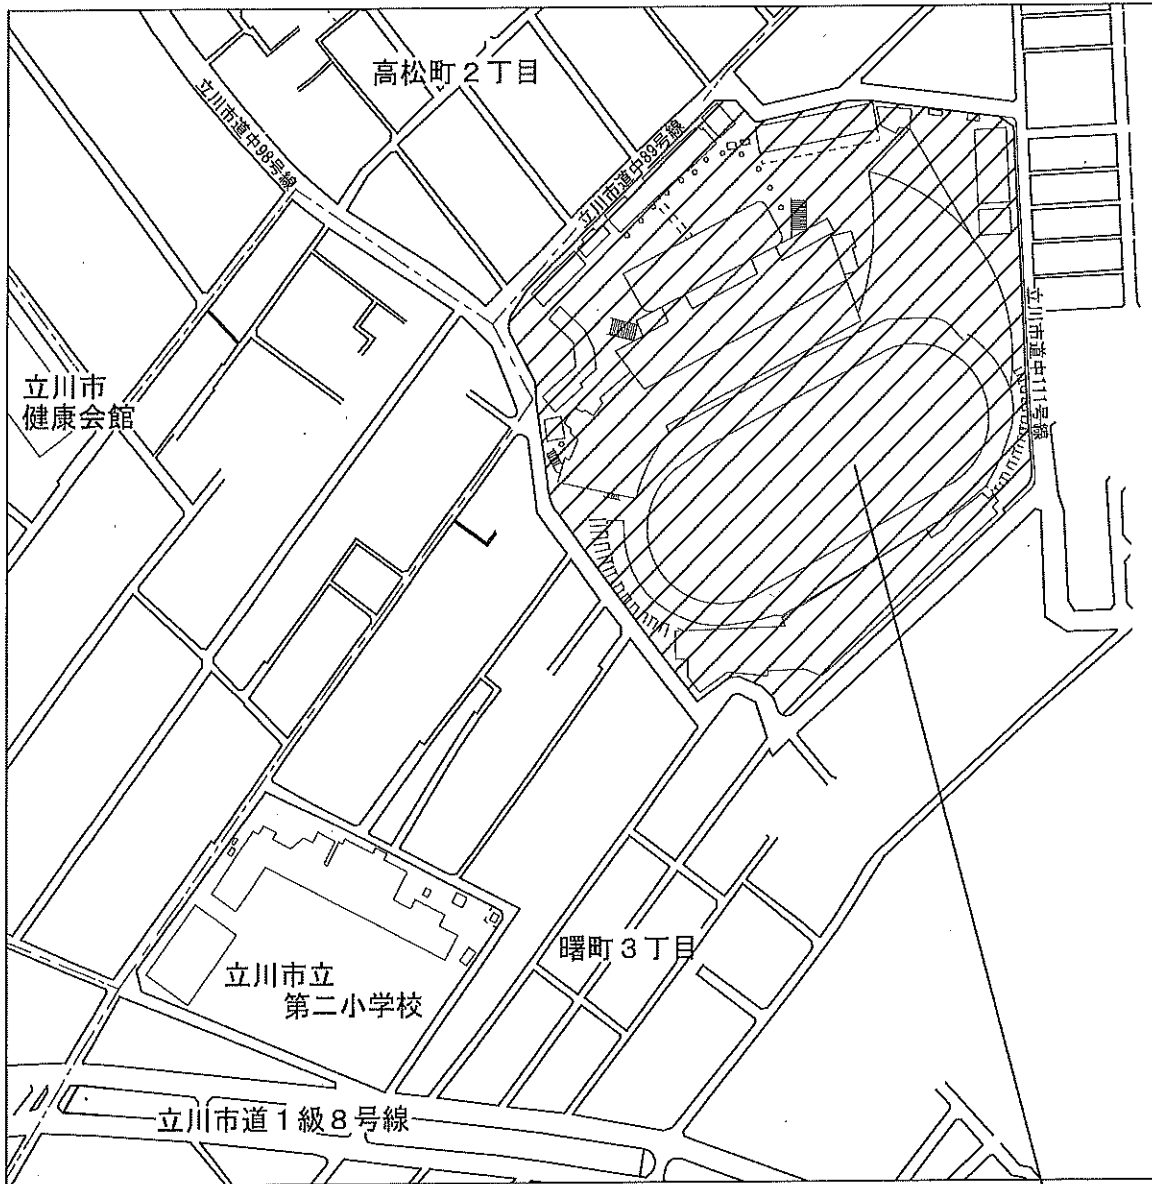 高松町２丁目
立川市道中98号線
立川市道中89号線
立川市道中111号線
立川市
健康会館
曙町３丁目
立川市立
第二小学校
立川市道１級８号線